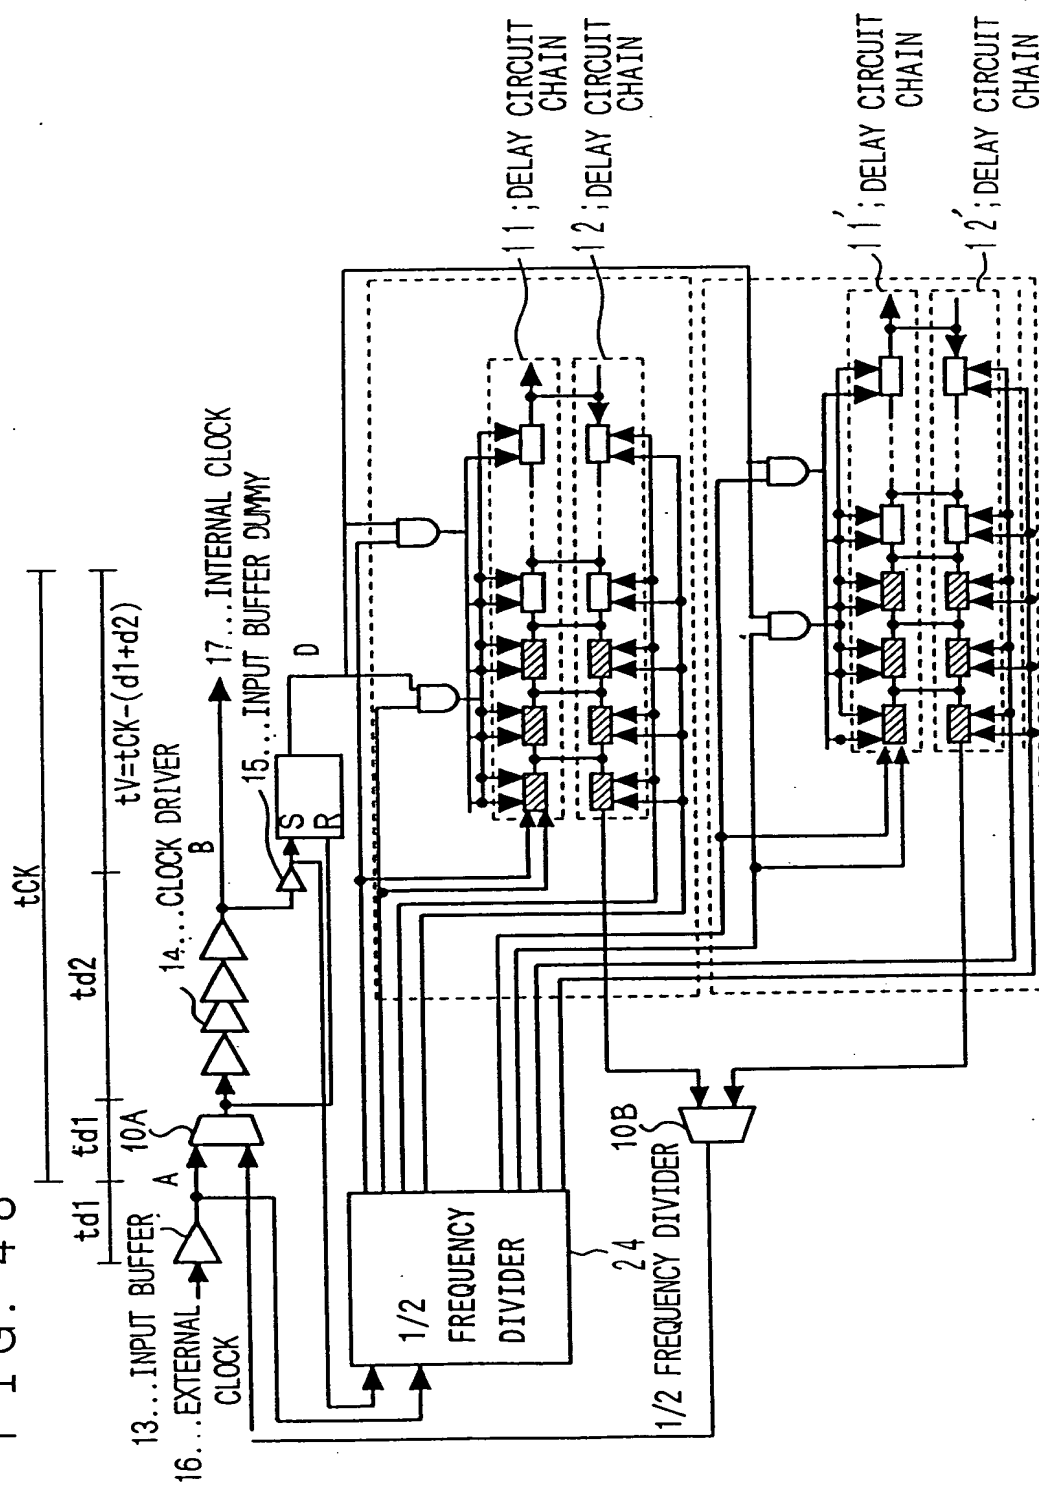 FIG. 48
tCK
td1
td1
td2
tV=tCK-(d1+d2)
13...INPUT BUFFER
16...EXTERNAL
CLOCK
A
10A
14...CLOCK DRIVER
B
17...INTERNAL CLOCK
15...INPUT BUFFER DUMMY
S
R
D
1/2
FREQUENCY
DIVIDER
24
1/2 FREQUENCY DIVIDER
10B
11;DELAY CIRCUIT
CHAIN
12;DELAY CIRCUIT
CHAIN
11';DELAY CIRCUIT
CHAIN
12';DELAY CIRCUIT
CHAIN